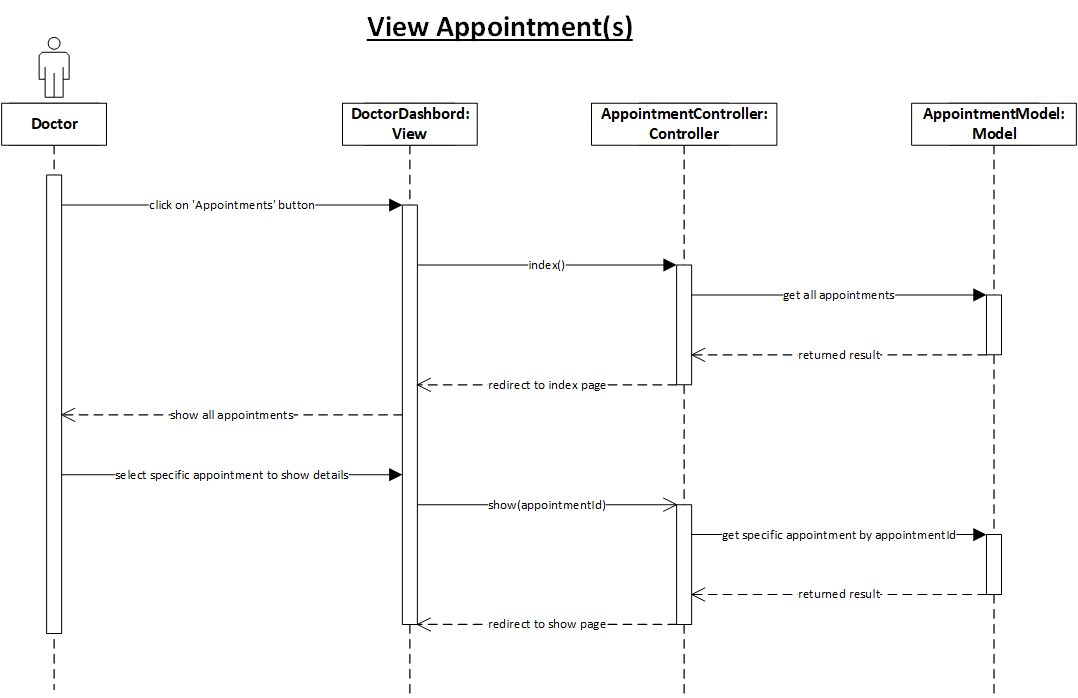 View Appointment(s)
Doctor
DoctorDashbord:
View
AppointmentController:
Controller
AppointmentModel:
Model
click on 'Appointments' button
index()
get all appointments
returned result
redirect to index page
show all appointments
select specific appointment to show details
show(appointmentId)
get specific appointment by appointmentId
returned result
redirect to show page